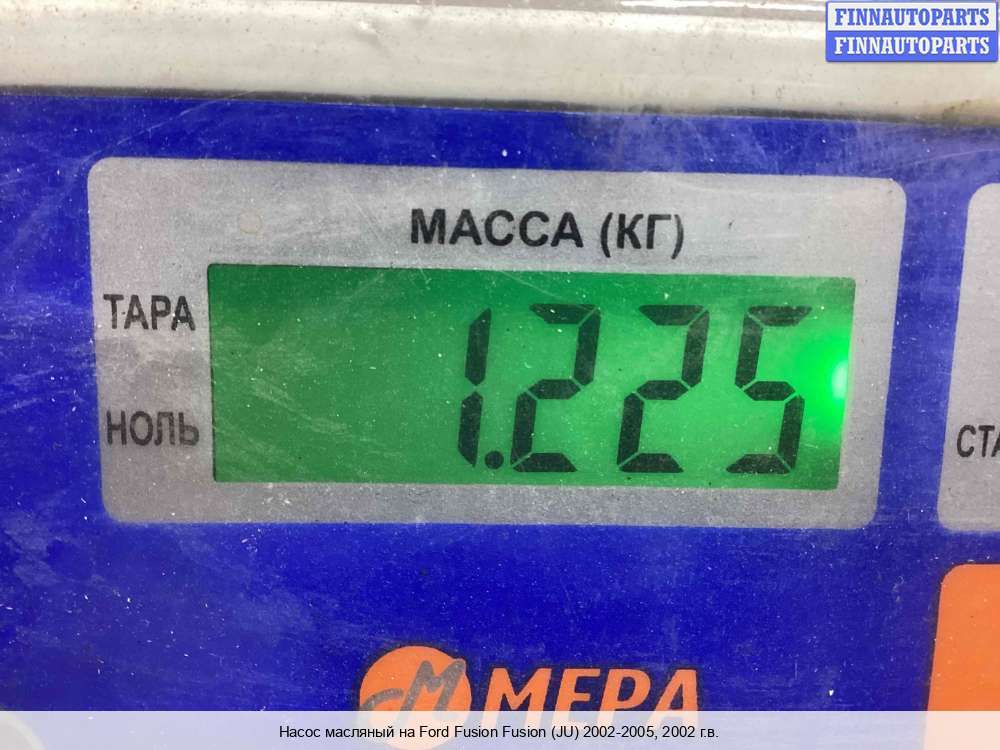 FINNAUTOPARTS
FINNAUTOPARTS
МАССА (КГ)
ТАРА
1.225
НОЛЬ
СТА
М МЕРА
Насос масляный на Ford Fusion Fusion (JU) 2002-2005, 2002 г.в.